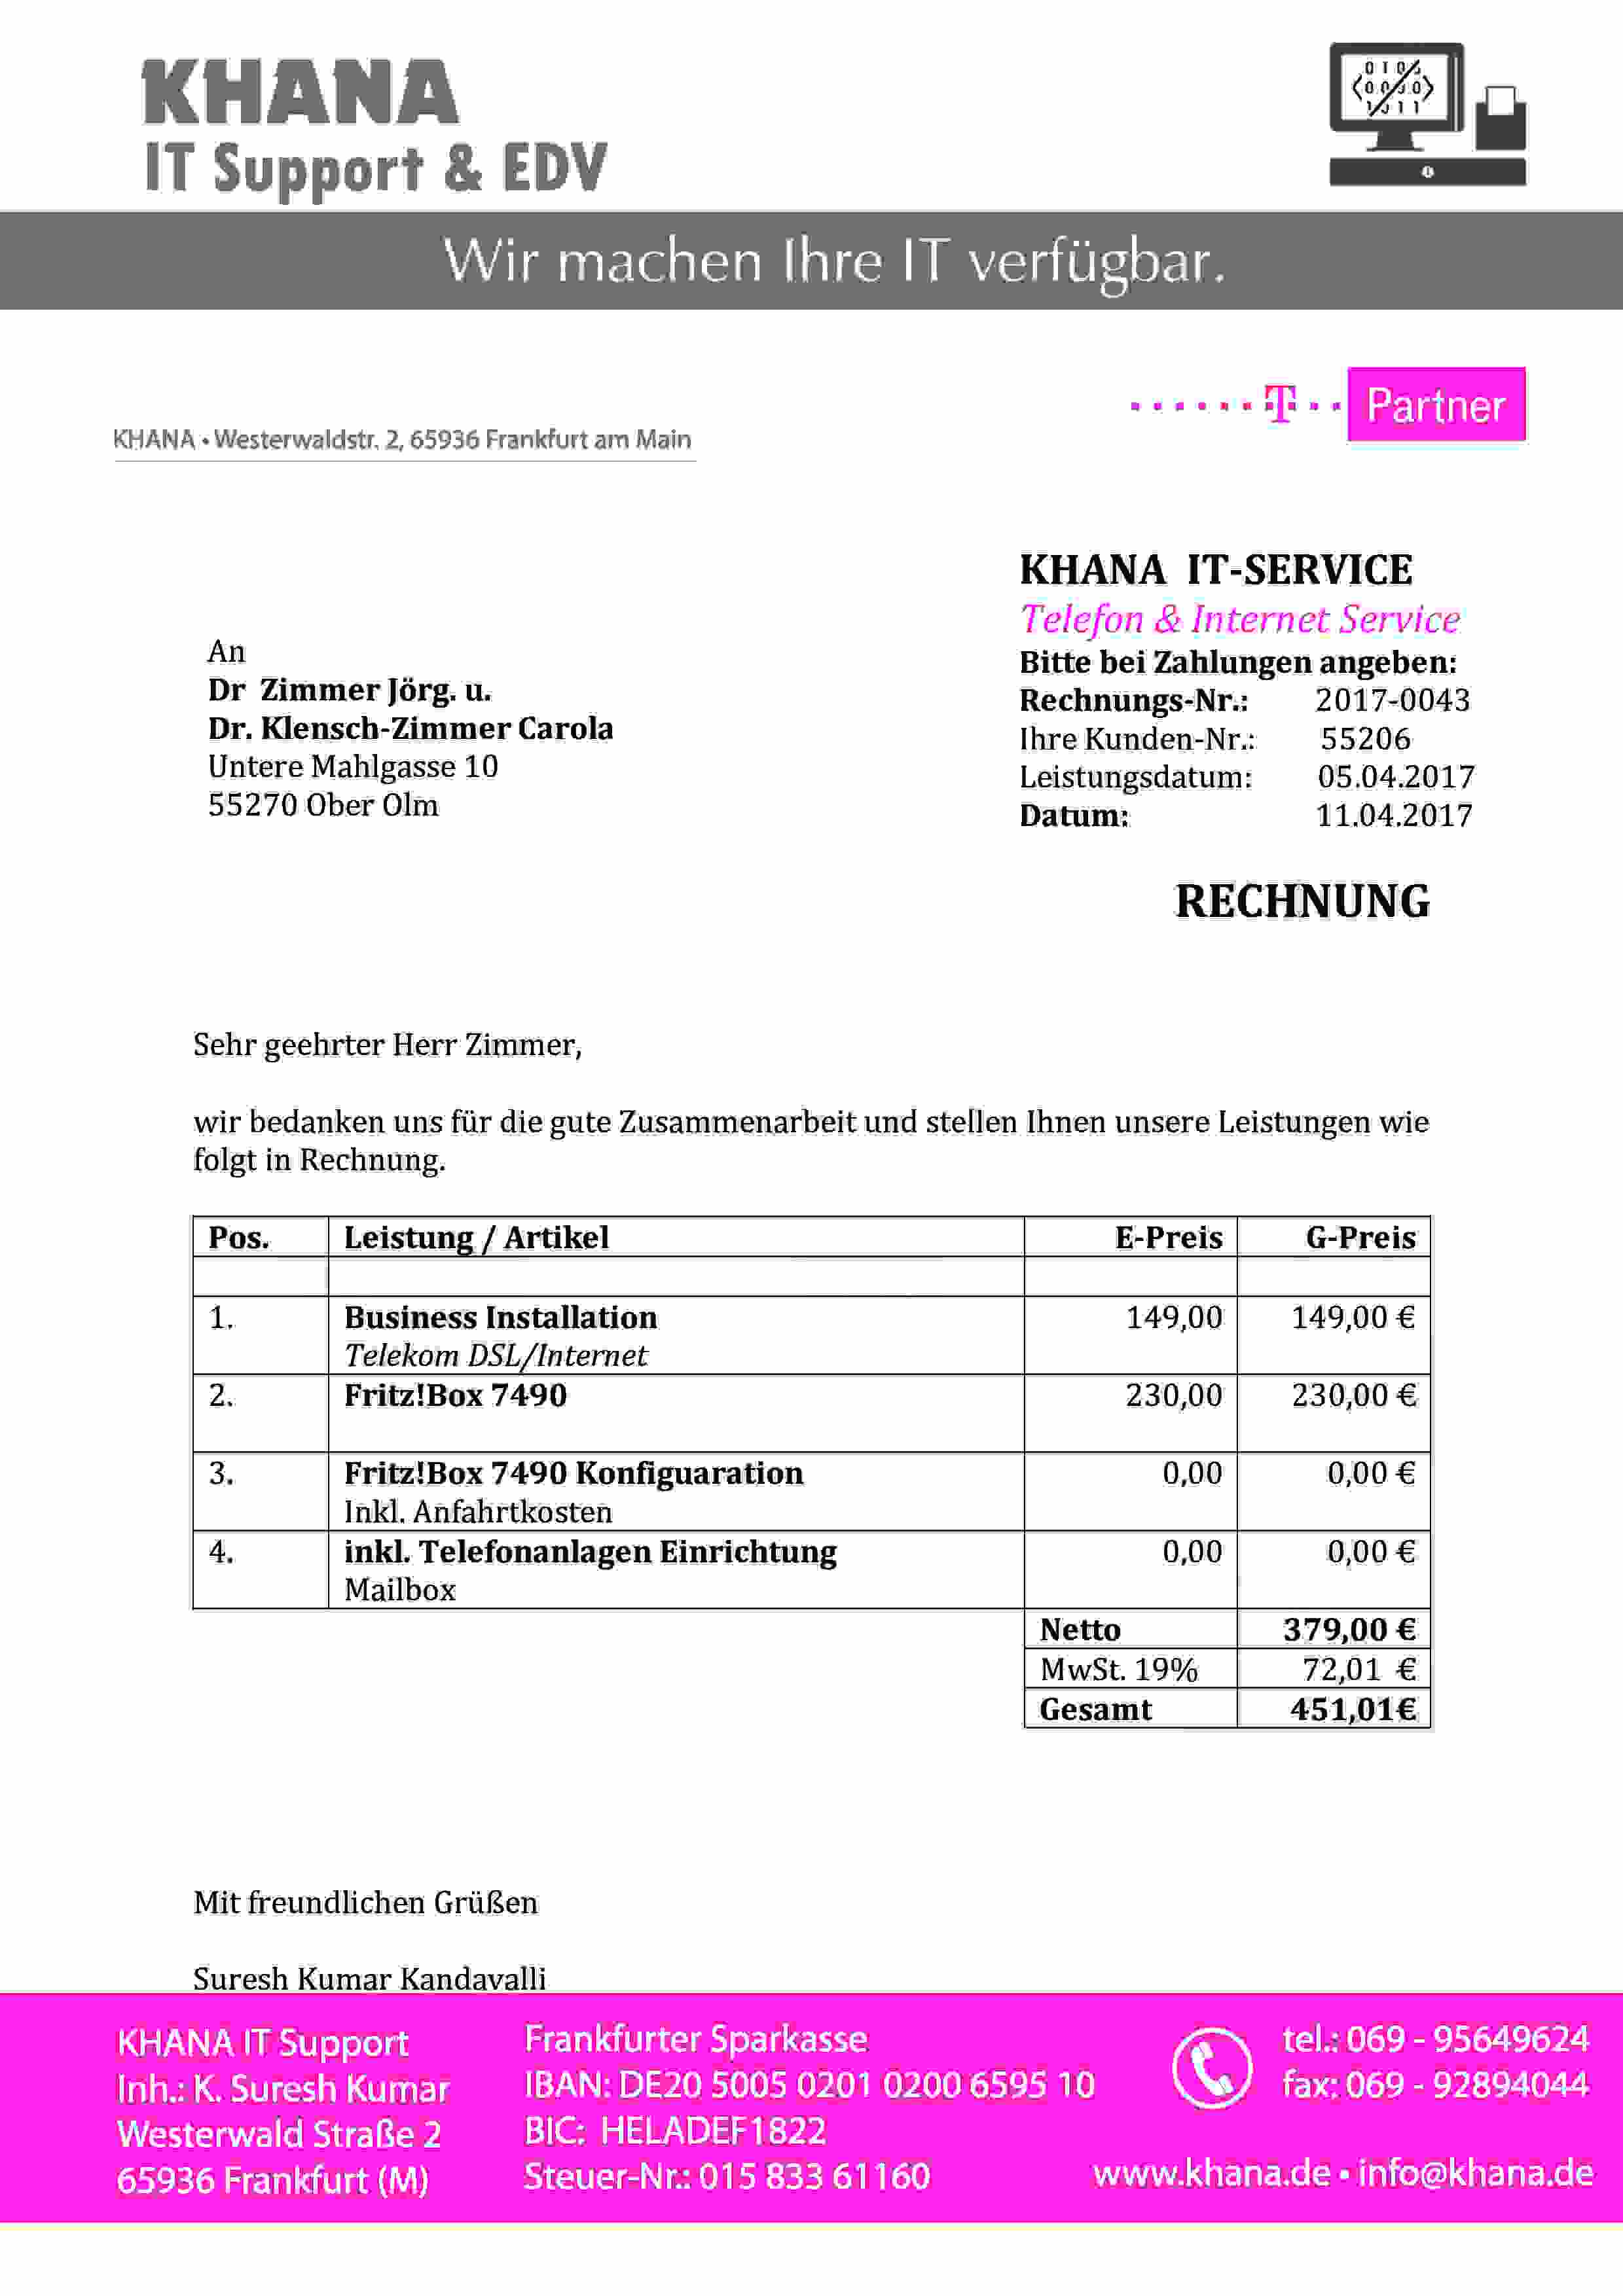 KHANA
IT Support & EDV
Wir machen Ihre IT verfügbar.
T Partner
KHANA • Westerwaldstr. 2, 65936 Frankfurt am Main
KHANA IT-SERVICE
Telefon & Internet Service
Bitte bei Zahlungen angeben:
Rechnungs-Nr.: 2017-0043
Ihre Kunden-Nr.: 55206
Leistungsdatum: 05.04.2017
Datum: 11.04.2017
An
Dr Zimmer Jörg. u.
Dr. Klensch-Zimmer Carola
Untere Mahlgasse 10
55270 Ober Olm
RECHNUNG
Sehr geehrter Herr Zimmer,
wir bedanken uns für die gute Zusammenarbeit und stellen Ihnen unsere Leistungen wie
folgt in Rechnung.
Pos. Leistung / Artikel E-Preis G-Preis
1. Business Installation 149,00 149,00 €
Telekom DSL/Internet
2. Fritz!Box 7490 230,00 230,00 €
3. Fritz!Box 7490 Konfiguaration 0,00 0,00 €
Inkl. Anfahrtkosten
4. inkl. Telefonanlagen Einrichtung 0,00 0,00 €
Mailbox
Netto 379,00 €
MwSt. 19% 72,01 €
Gesamt 451,01€
Mit freundlichen Grüßen
Suresh Kumar Kandavalli
KHANA IT Support
Inh.: K. Suresh Kumar
Westerwald Straße 2
65936 Frankfurt (M)
Frankfurter Sparkasse
IBAN: DE20 5005 0201 0200 6595 10
BIC: HELADEF1822
Steuer-Nr.: 015 833 61160
tel.: 069 - 95649624
fax: 069 - 92894044
www.khana.de • info@khana.de